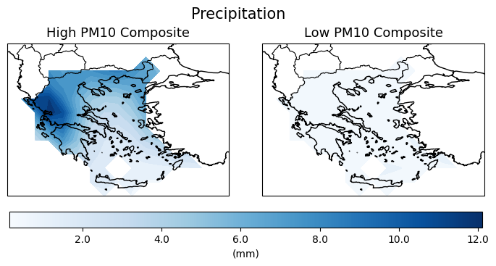 Precipitation
High PM10 Composite
Low PM10 Composite
2.0 4.0 6.0 8.0 10.0 12.0
(mm)